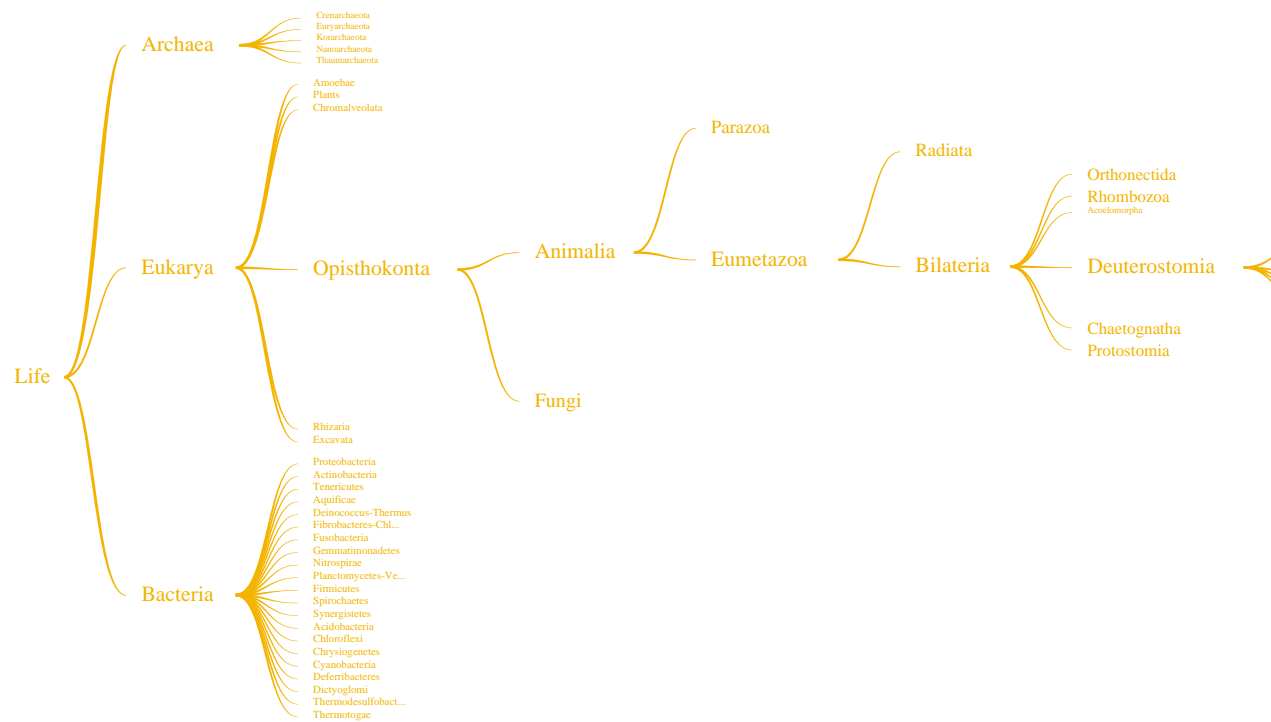 Crenarchaeota
Euryarchaeota
Archaea
Korarchaeota
Nanoarchaeota
Thaumarchaeota
Amoebae
Plants
Chromalveolata
Parazoa
Radiata
Orthonectida
Rhombozoa
Acoelomorpha
Animalia
Eumetazoa
Bilateria
Deuterostomia
Eukarya
Opisthokonta
Chaetognatha
Protostomia
Life
Fungi
Rhizaria
Excavata
Proteobacteria
Actinobacteria
Tenericutes
Aquificae
Deinococcus-Thermus
Fibrobacteres-Chl...
Fusobacteria
Gemmatimonadetes
Nitrospirae
Planctomycetes-Ve...
Firmicutes
Bacteria
Spirochaetes
Synergistetes
Acidobacteria
Chloroflexi
Chrysiogenetes
Cyanobacteria
Deferribacteres
Dictyoglomi
Thermodesulfobact...
Thermotogae